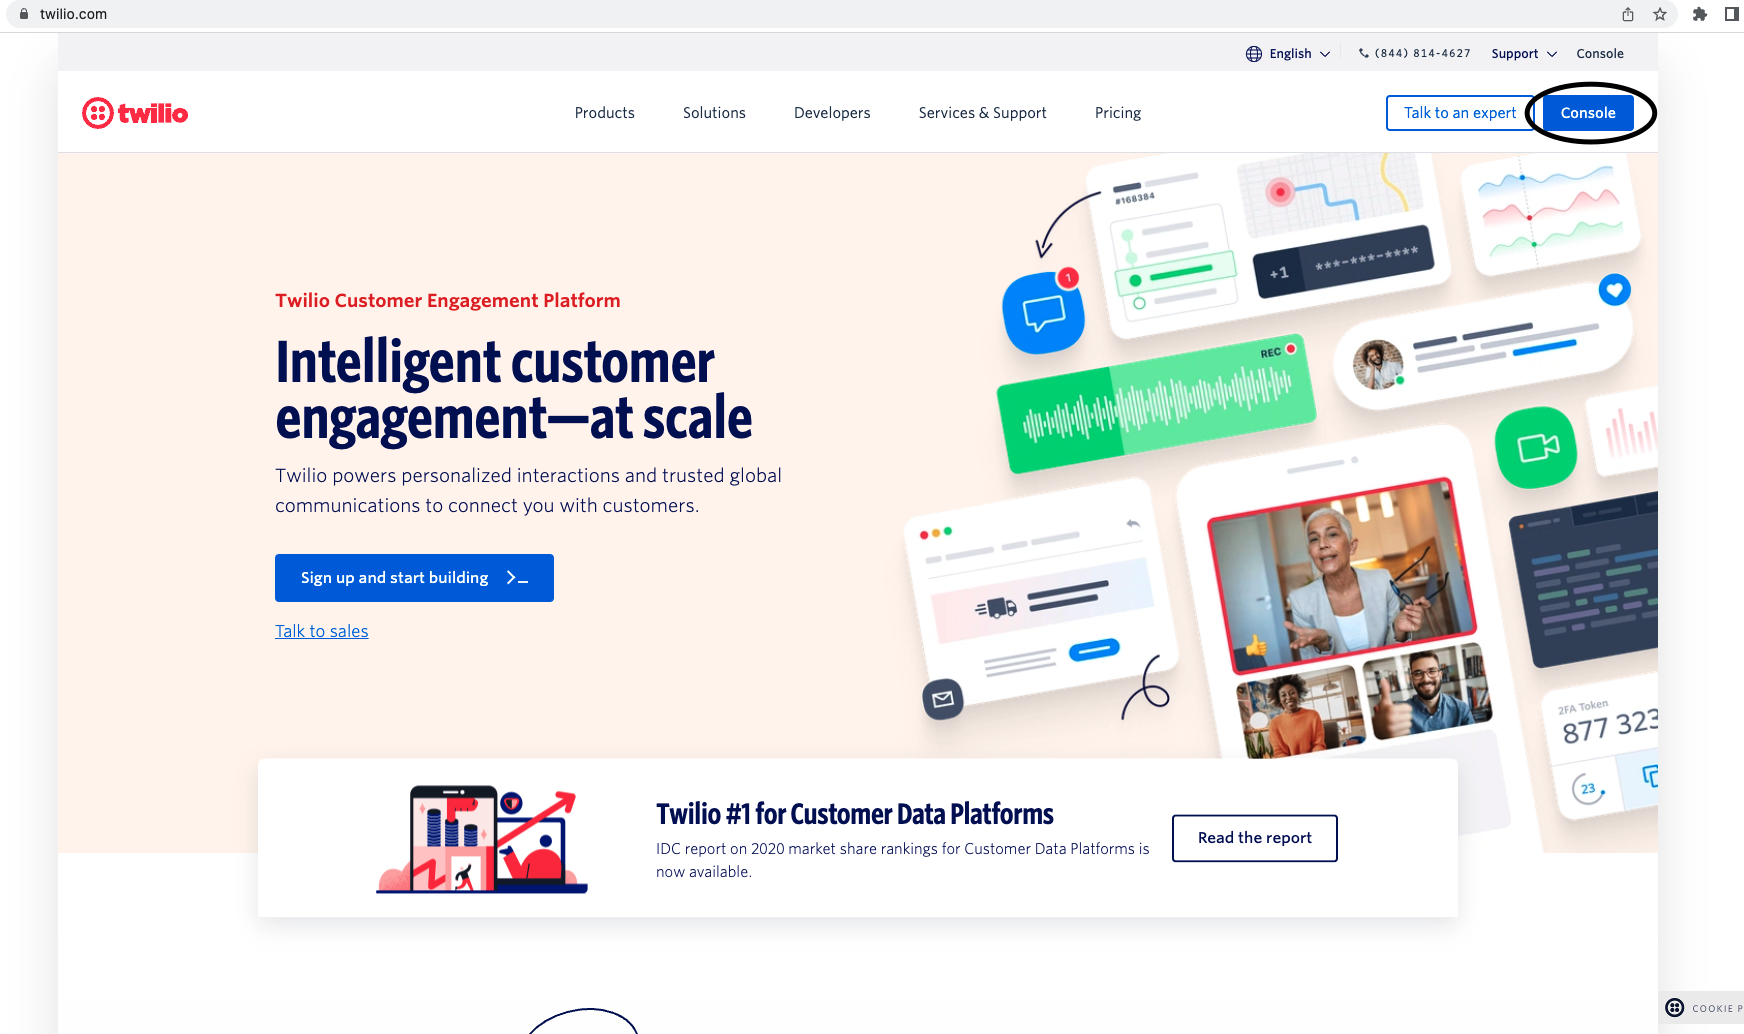 twilio.com
English
(844) 814-4627
Support
Console
twilio
Products
Solutions
Developers
Services & Support
Pricing
Talk to an expert
Console
#168384
+1 ***-***-****
1
REC
Twilio Customer Engagement Platform
Intelligent customer
engagement—at scale
Twilio powers personalized interactions and trusted global
communications to connect you with customers.
Sign up and start building
Talk to sales
2FA Token
877 323
23
Twilio #1 for Customer Data Platforms
IDC report on 2020 market share rankings for Customer Data Platforms is
now available.
Read the report
COOKIE P